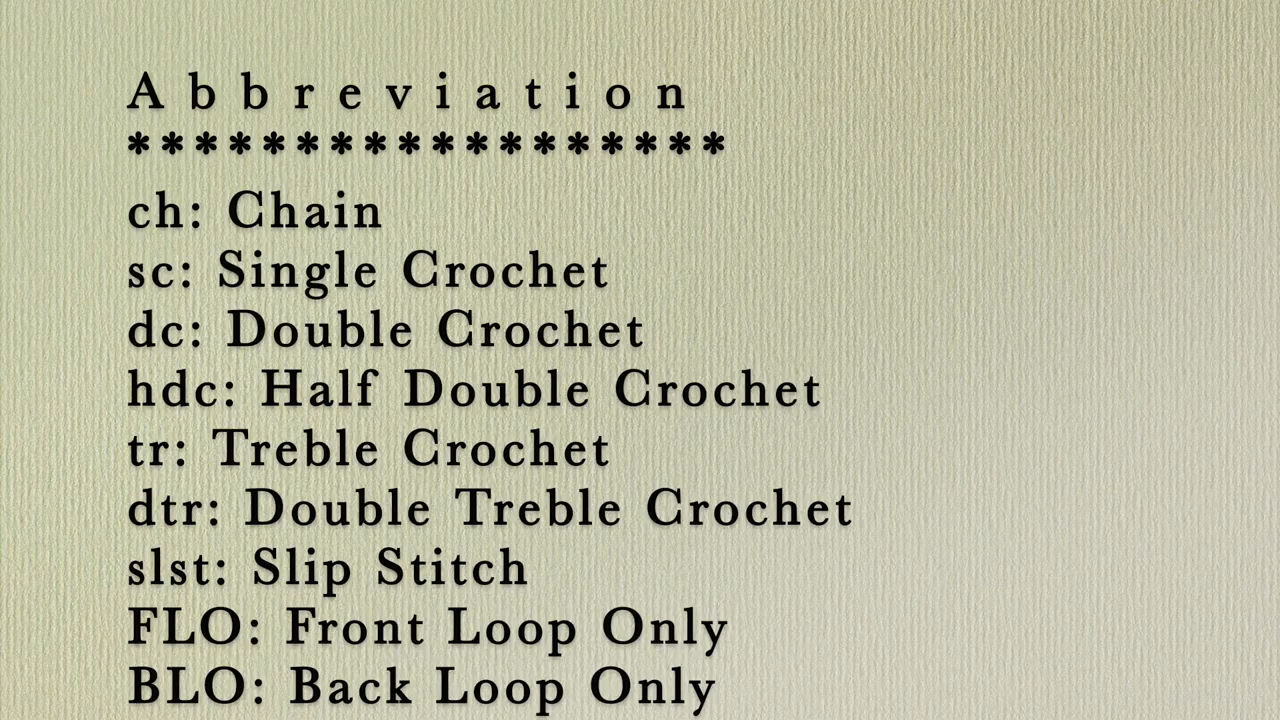 Abbreviation
******************
ch: Chain
sc: Single Crochet
dc: Double Crochet
hdc: Half Double Crochet
tr: Treble Crochet
dtr: Double Treble Crochet
slst: Slip Stitch
FLO: Front Loop Only
BLO: Back Loop Only